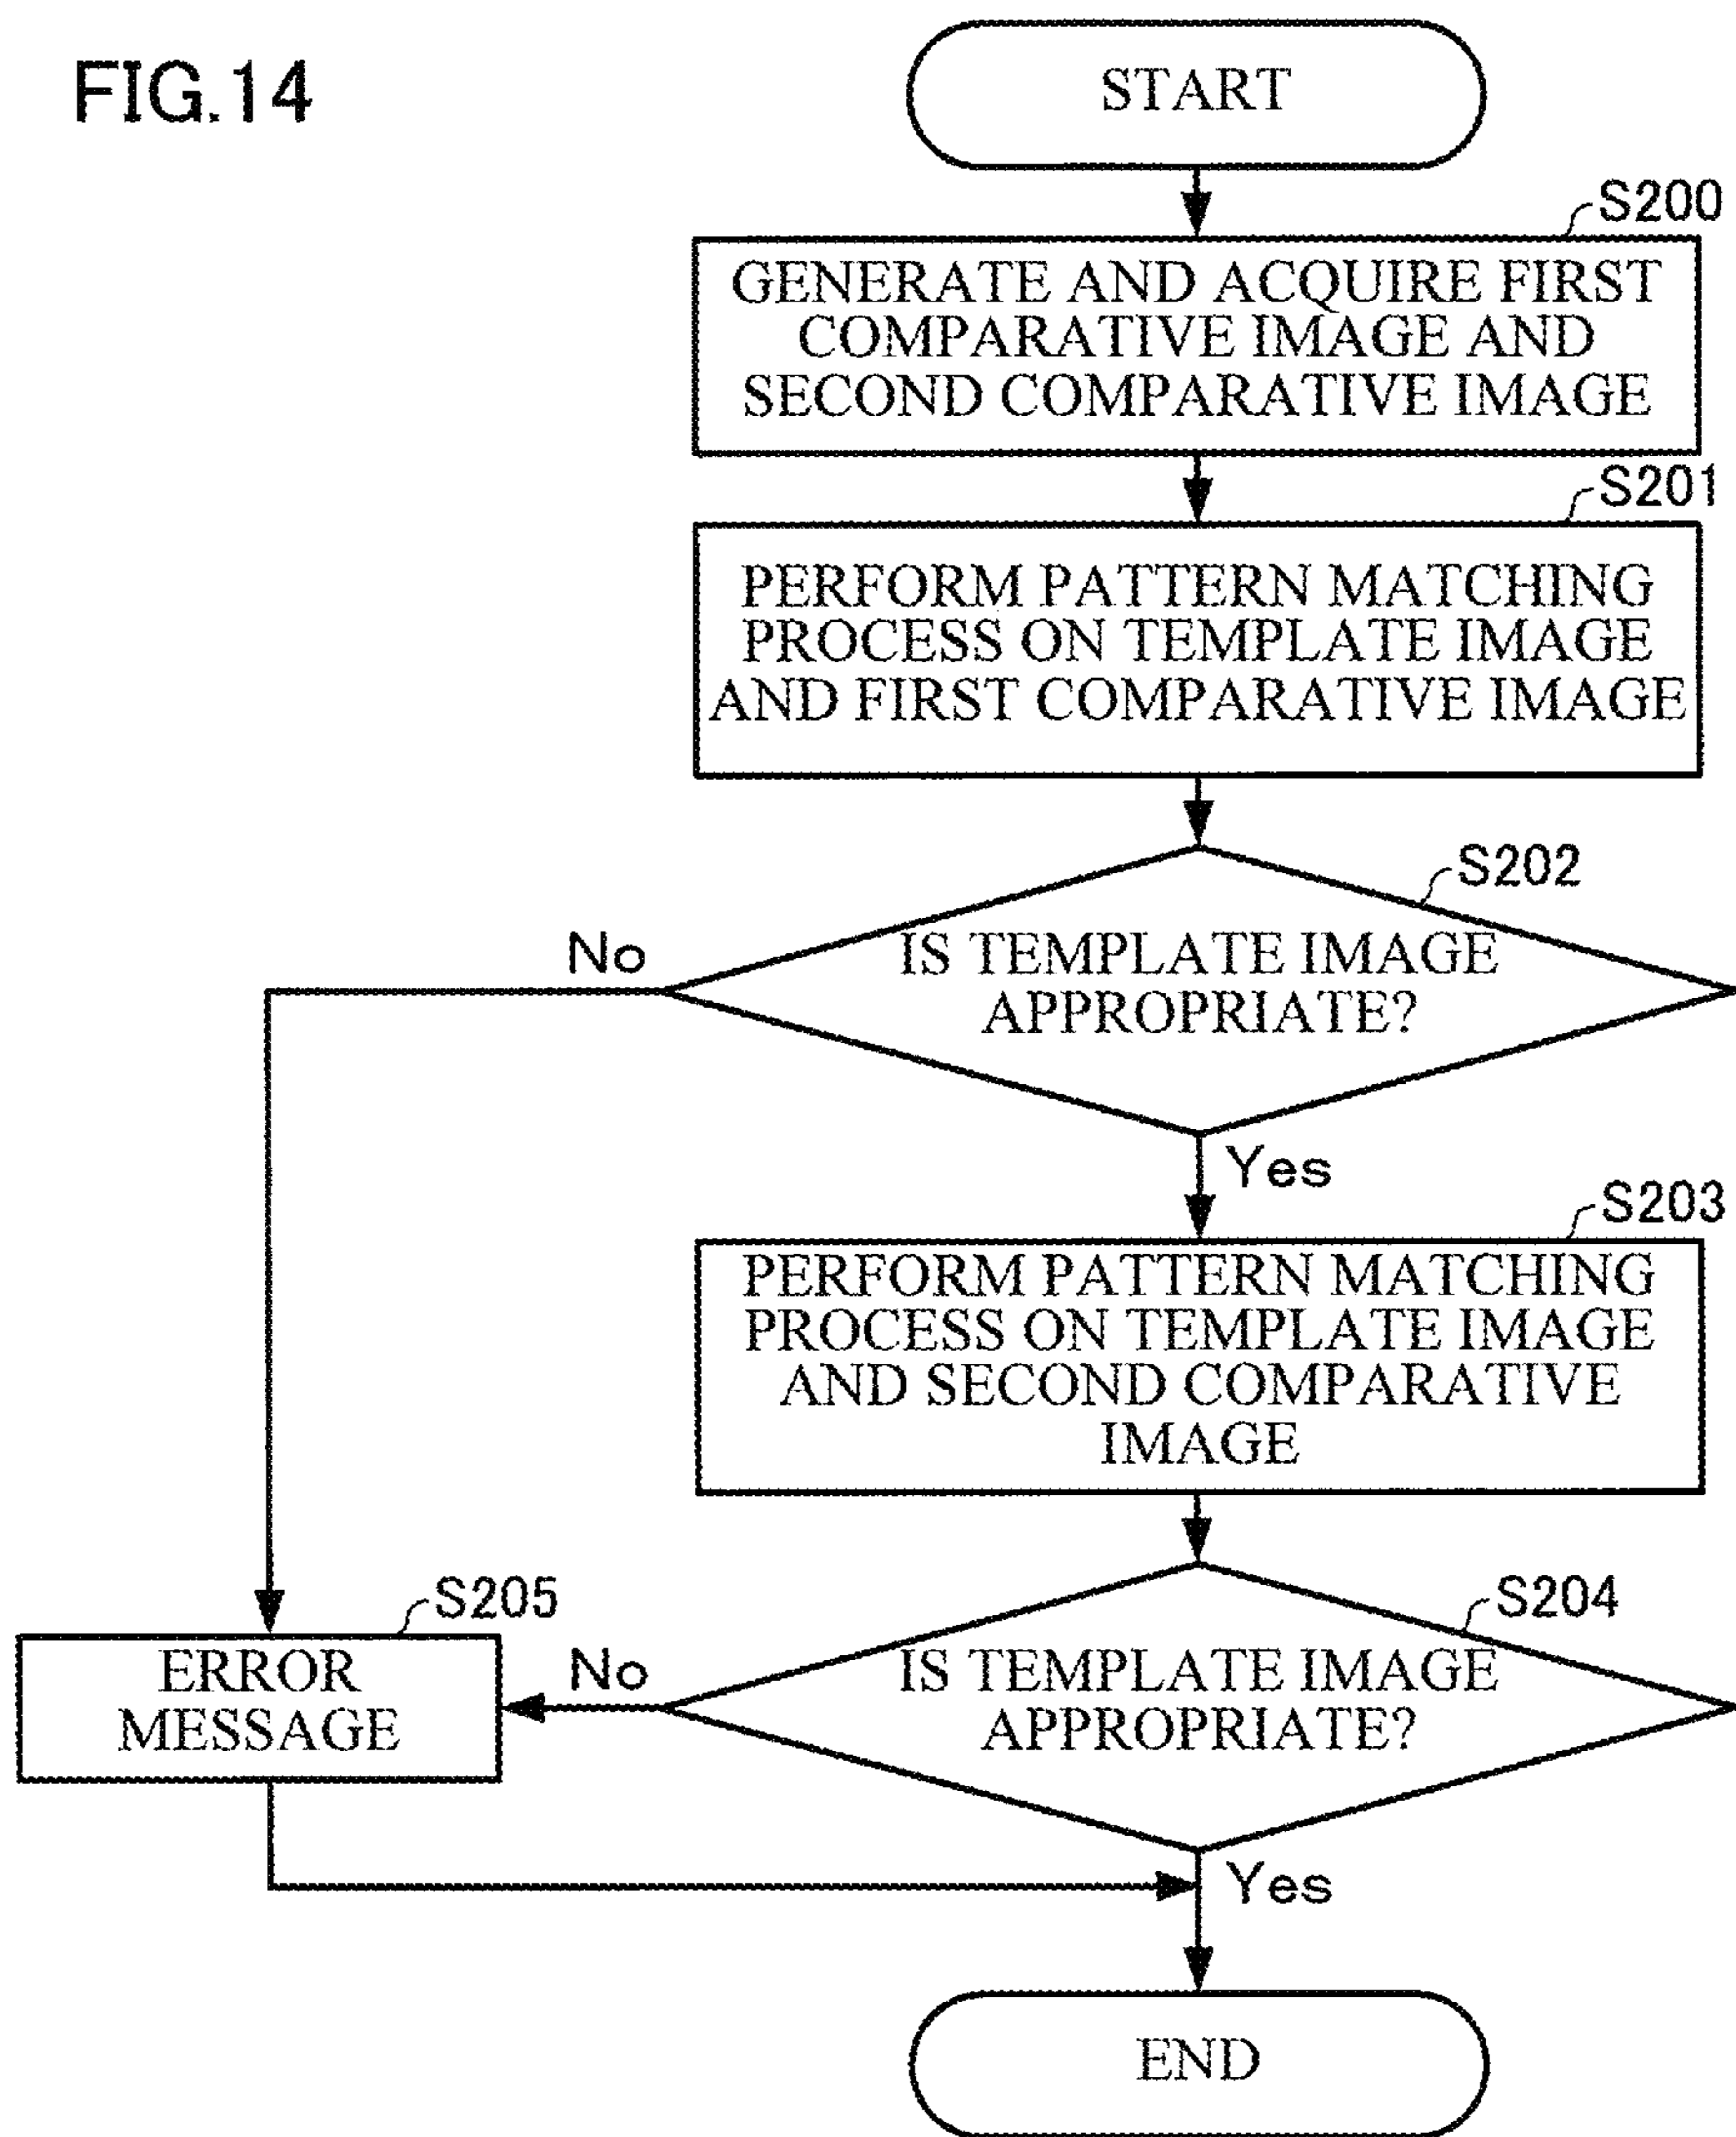 FIG.14
START
S200
GENERATE AND ACQUIRE FIRST
COMPARATIVE IMAGE AND
SECOND COMPARATIVE IMAGE
S201
PERFORM PATTERN MATCHING
PROCESS ON TEMPLATE IMAGE
AND FIRST COMPARATIVE IMAGE
S202
No
IS TEMPLATE IMAGE
APPROPRIATE?
Yes
S203
PERFORM PATTERN MATCHING
PROCESS ON TEMPLATE IMAGE
AND SECOND COMPARATIVE
IMAGE
S204
IS TEMPLATE IMAGE
APPROPRIATE?
No
S205
ERROR
MESSAGE
Yes
END